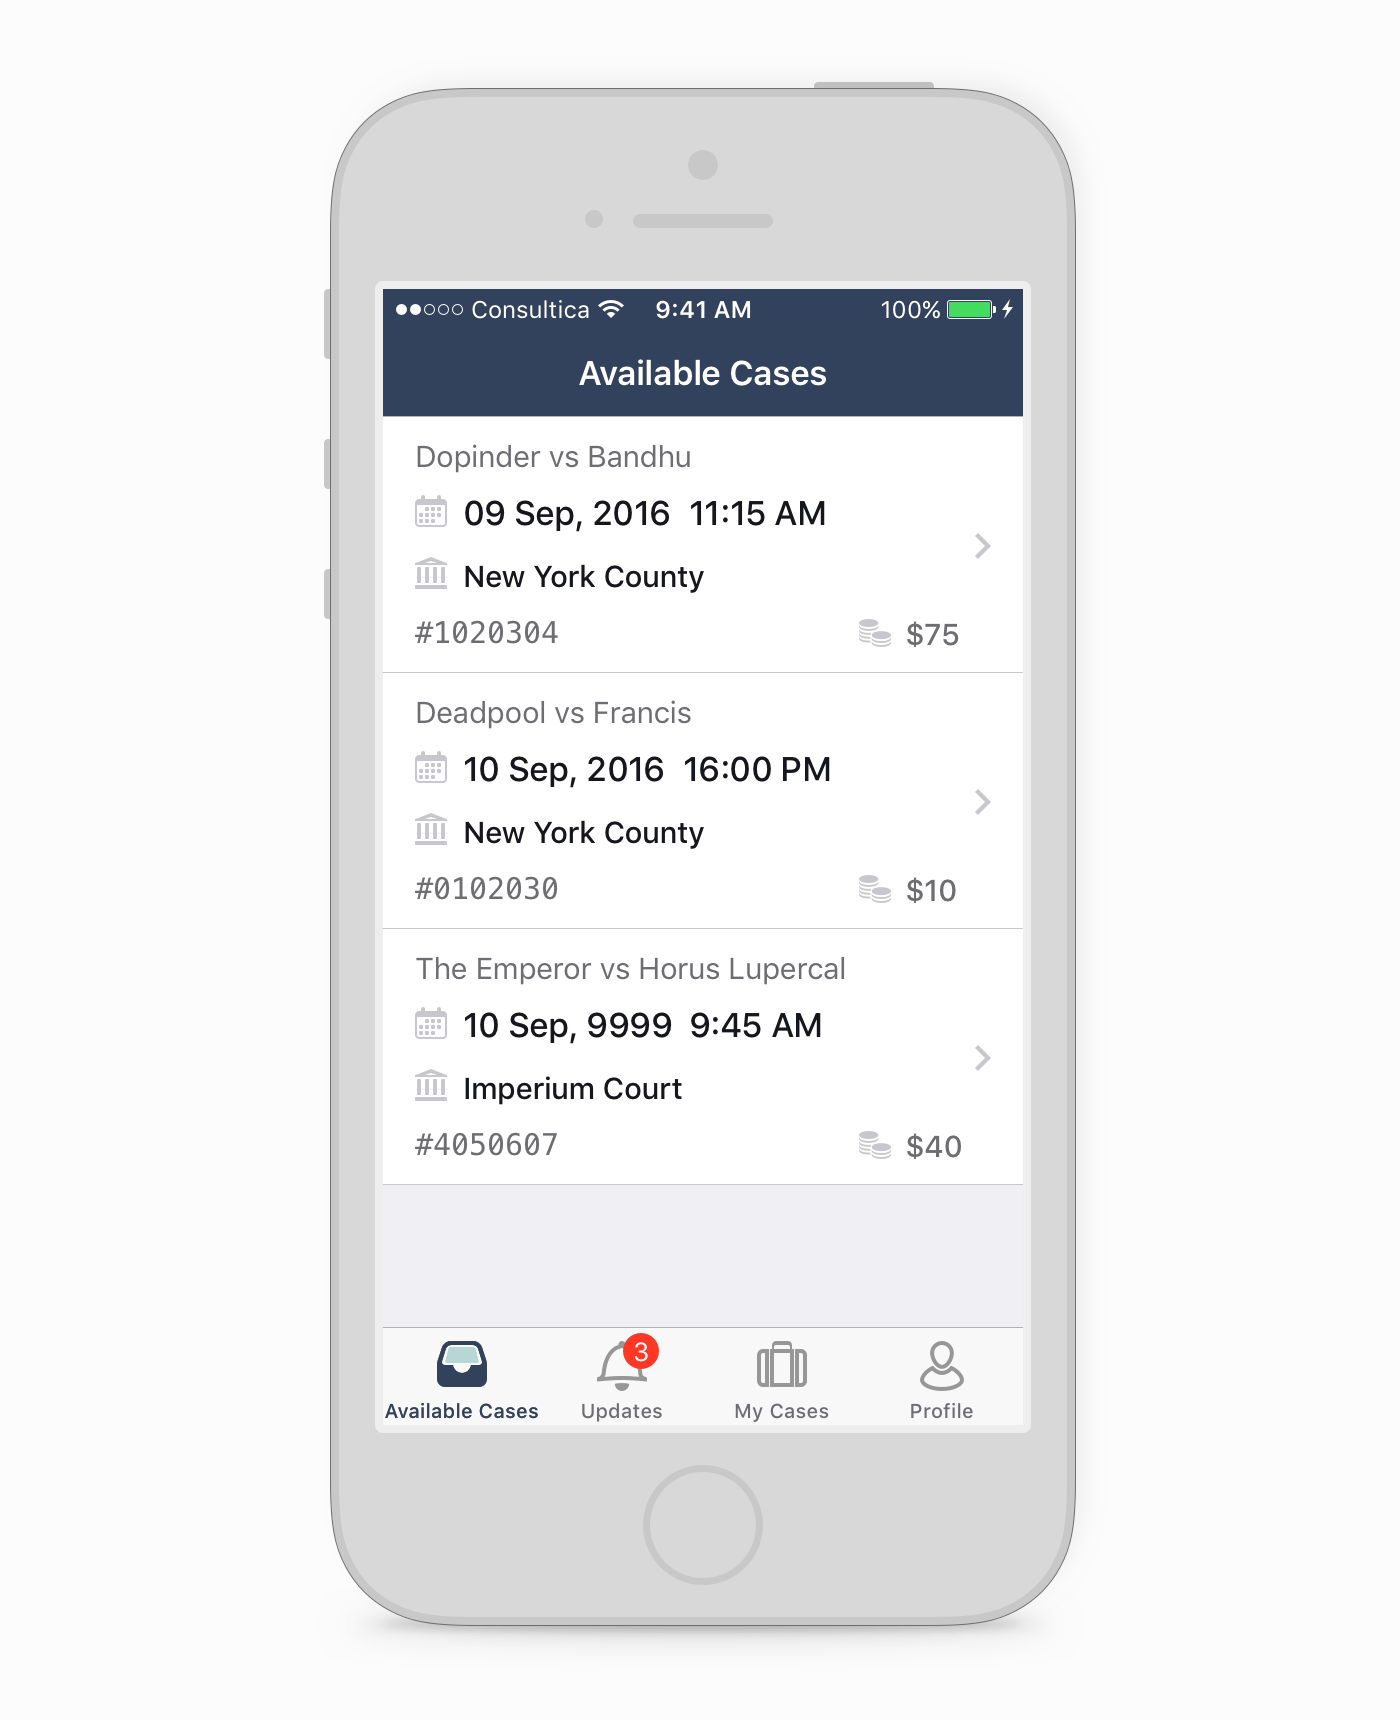 Consultica 9:41 AM 100%
Available Cases
Dopinder vs Bandhu
09 Sep, 2016 11:15 AM
New York County
#1020304 $75
Deadpool vs Francis
10 Sep, 2016 16:00 PM
New York County
#0102030 $10
The Emperor vs Horus Lupercal
10 Sep, 9999 9:45 AM
Imperium Court
#4050607 $40
3
Available Cases Updates My Cases Profile